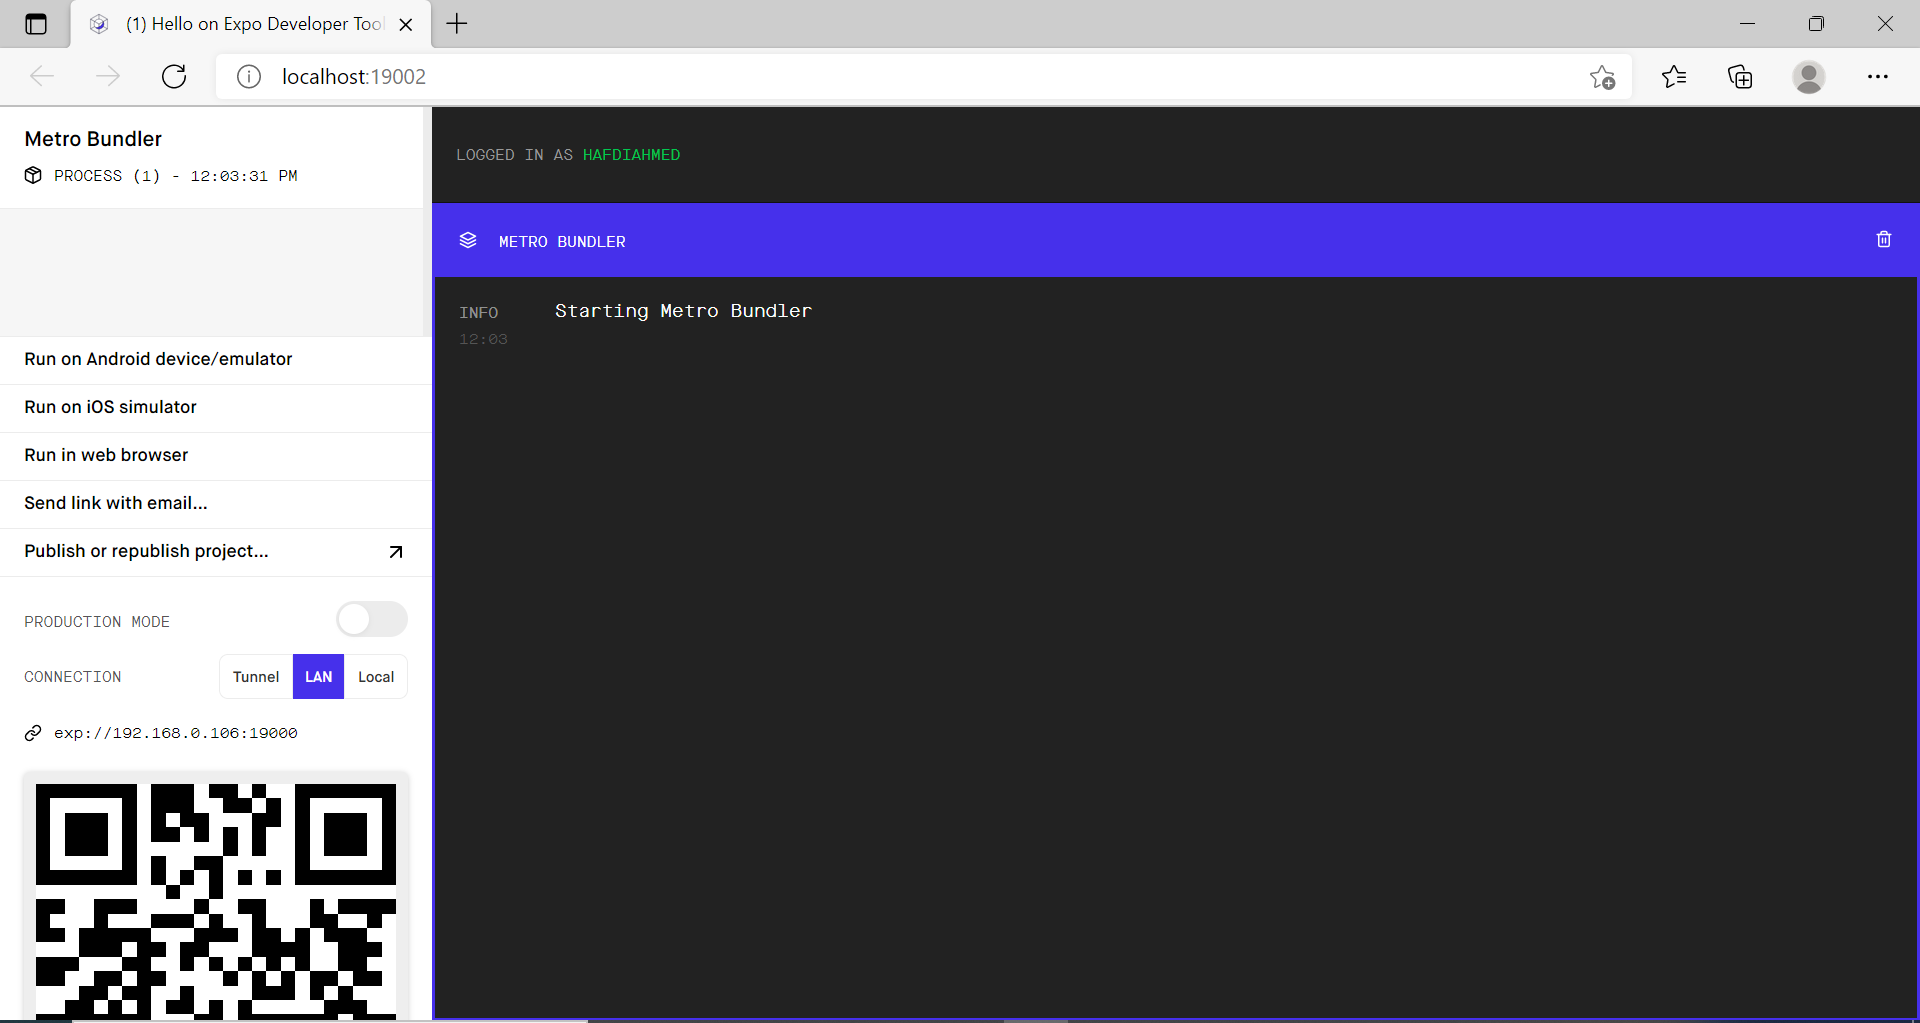 (1) Hello on Expo Developer Tool
localhost:19002
Metro Bundler
PROCESS (1) - 12:03:31 PM
Run on Android device/emulator
Run on iOS simulator
Run in web browser
Send link with email...
Publish or republish project...
PRODUCTION MODE
CONNECTION
Tunnel LAN Local
exp://192.168.0.106:19000
LOGGED IN AS HAFDIAHMED
METRO BUNDLER
INFO Starting Metro Bundler
12:03